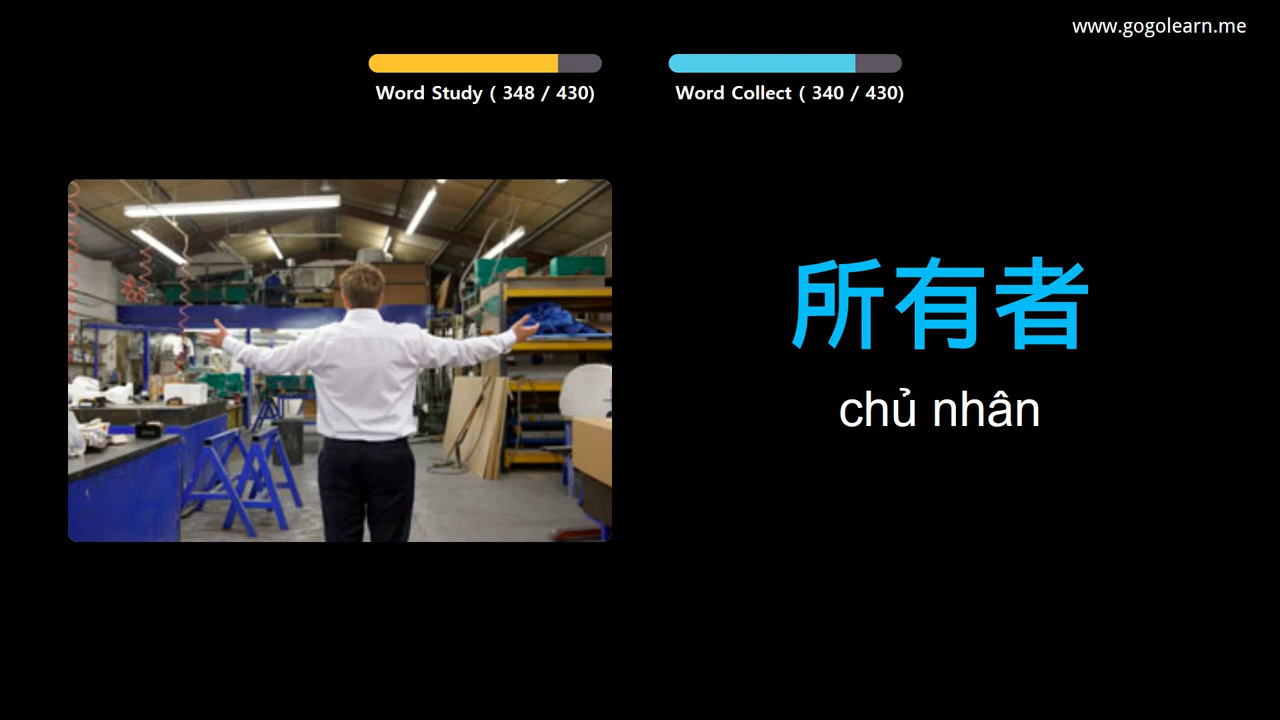 www.gogolearn.me
Word Study ( 348 / 430)
Word Collect ( 340 / 430)
所有者
chủ nhân